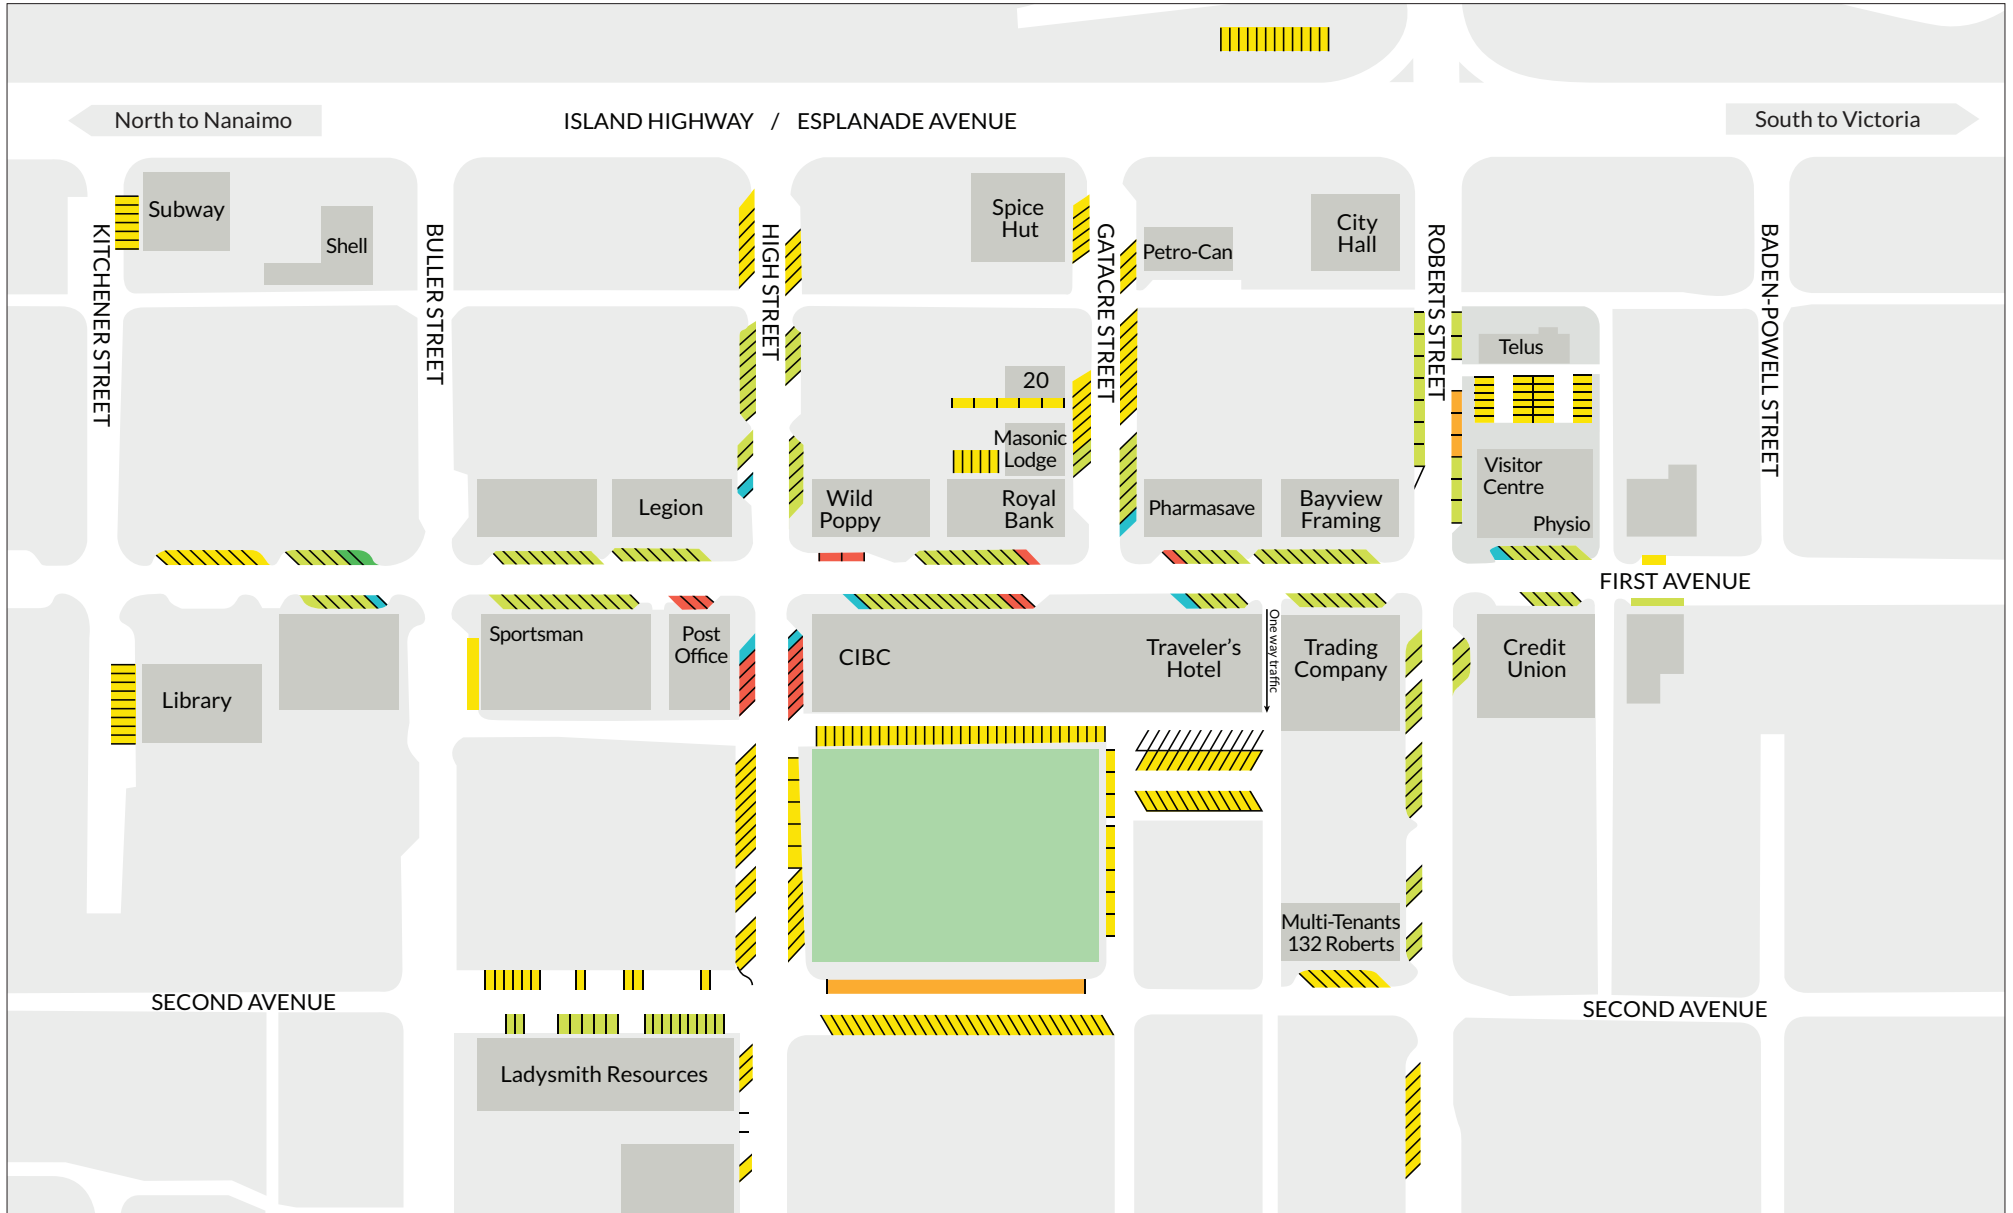 North to Nanaimo
ISLAND HIGHWAY / ESPLANADE AVENUE
South to Victoria
Subway
Shell
Spice
Hut
Petro-Can
City
Hall
KITCHENER STREET
BULLER STREET
HIGH STREET
GATACRE STREET
ROBERTS STREET
BADEN-POWELL STREET
Telus
20
Masonic
Lodge
Legion
Wild
Poppy
Royal
Bank
Pharmasave
Bayview
Framing
Visitor
Centre
Physio
FIRST AVENUE
Sportsman
Post
Office
CIBC
Traveler's
Hotel
One way traffic
Trading
Company
Credit
Union
Library
Multi-Tenants
132 Roberts
SECOND AVENUE
SECOND AVENUE
Ladysmith Resources